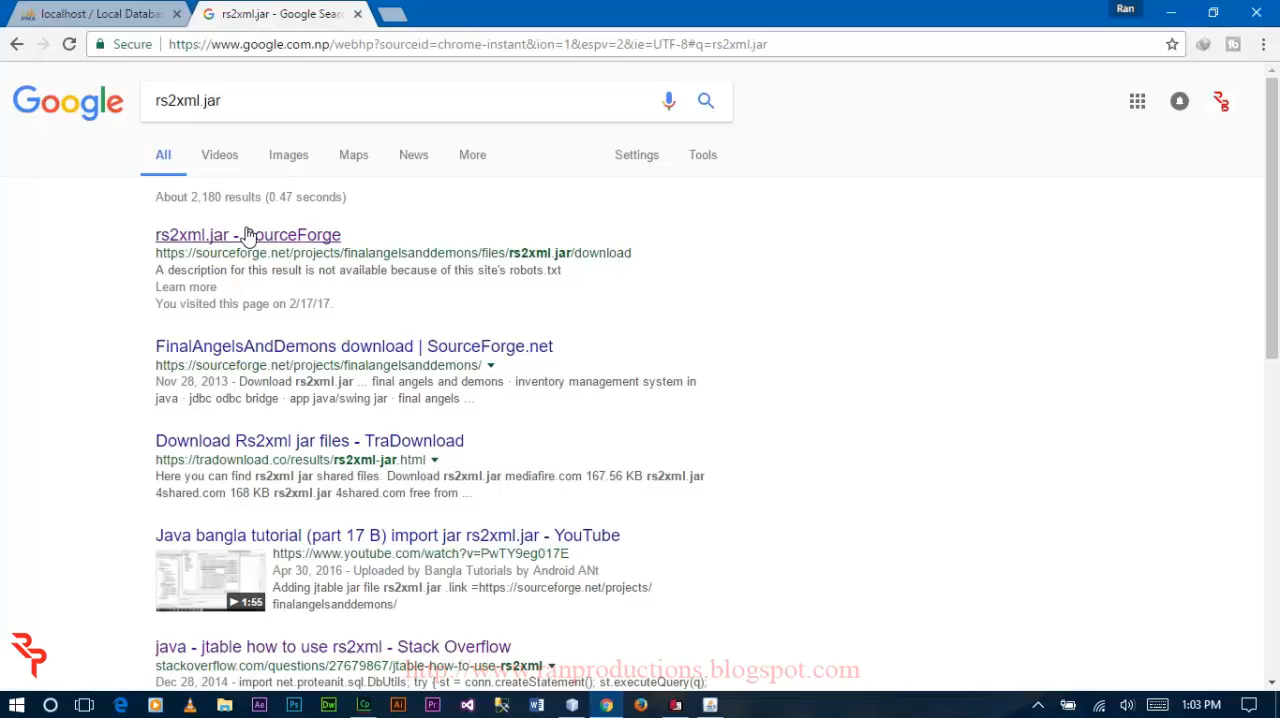 localhost / Local Databa
rs2xml.jar - Google Sear
Ran
Secure https://www.google.com.np/webhp?sourceid=chrome-instant&ion=1&espv=2&ie=UTF-8#q=rs2xml.jar
Google
rs2xml.jar
All Videos Images Maps News More Settings Tools
About 2,180 results (0.47 seconds)
rs2xml.jar - SourceForge
https://sourceforge.net/projects/finalangelsanddemons/files/rs2xml.jar/download
A description for this result is not available because of this site's robots.txt
Learn more
You visited this page on 2/17/17.
FinalAngelsAndDemons download | SourceForge.net
https://sourceforge.net/projects/finalangelsanddemons/
Nov 28, 2013 - Download rs2xml.jar ... final angels and demons · inventory management system in
java · jdbc odbc bridge · app java/swing jar · final angels ...
Download Rs2xml jar files - TraDownload
https://tradownload.co/results/rs2xml-jar.html
Here you can find rs2xml jar shared files. Download rs2xml.jar mediafire.com 167.56 KB rs2xml.jar
4shared.com 168 KB rs2xml.jar 4shared.com free from ...
Java bangla tutorial (part 17 B) import jar rs2xml.jar - YouTube
https://www.youtube.com/watch?v=PwTY9eg017E
Apr 30, 2016 - Uploaded by Bangla Tutorials by Android ANt
Adding jtable jar file rs2xml.jar .link =https://sourceforge.net/projects/
1:55
finalangelsanddemons/
java - jtable how to use rs2xml - Stack Overflow
stackoverflow.com/questions/27679867/jtable-how-to-use-rs2xml
Dec 28, 2014 - import net.proteanit.sql.DbUtils; try { st = conn.createStatement(); st.executeQuery(q);
1:03 PM